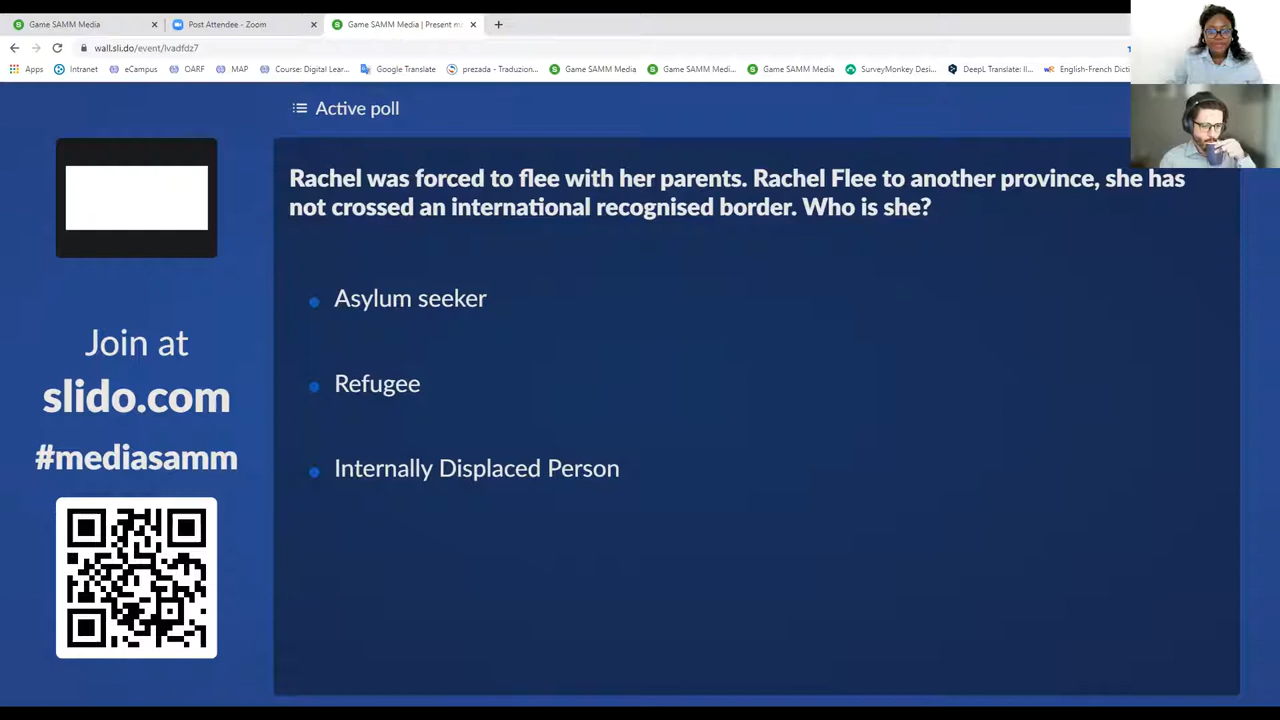 Game SAMM Media
Post Attendee - Zoom
Game SAMM Media | Present m
wall.sli.do/event/lvadfdz7
Apps Intranet eCampus OARF MAP Course: Digital Lear... Google Translate prezada - Traduzion... Game SAMM Media Game SAMM Medi... Game SAMM Media SurveyMonkey Desi... DeepL Translate: Il... English-French Dicti
Active poll
Rachel was forced to flee with her parents. Rachel Flee to another province, she has
not crossed an international recognised border. Who is she?
Asylum seeker
Refugee
Internally Displaced Person
Join at
slido.com
#mediasamm